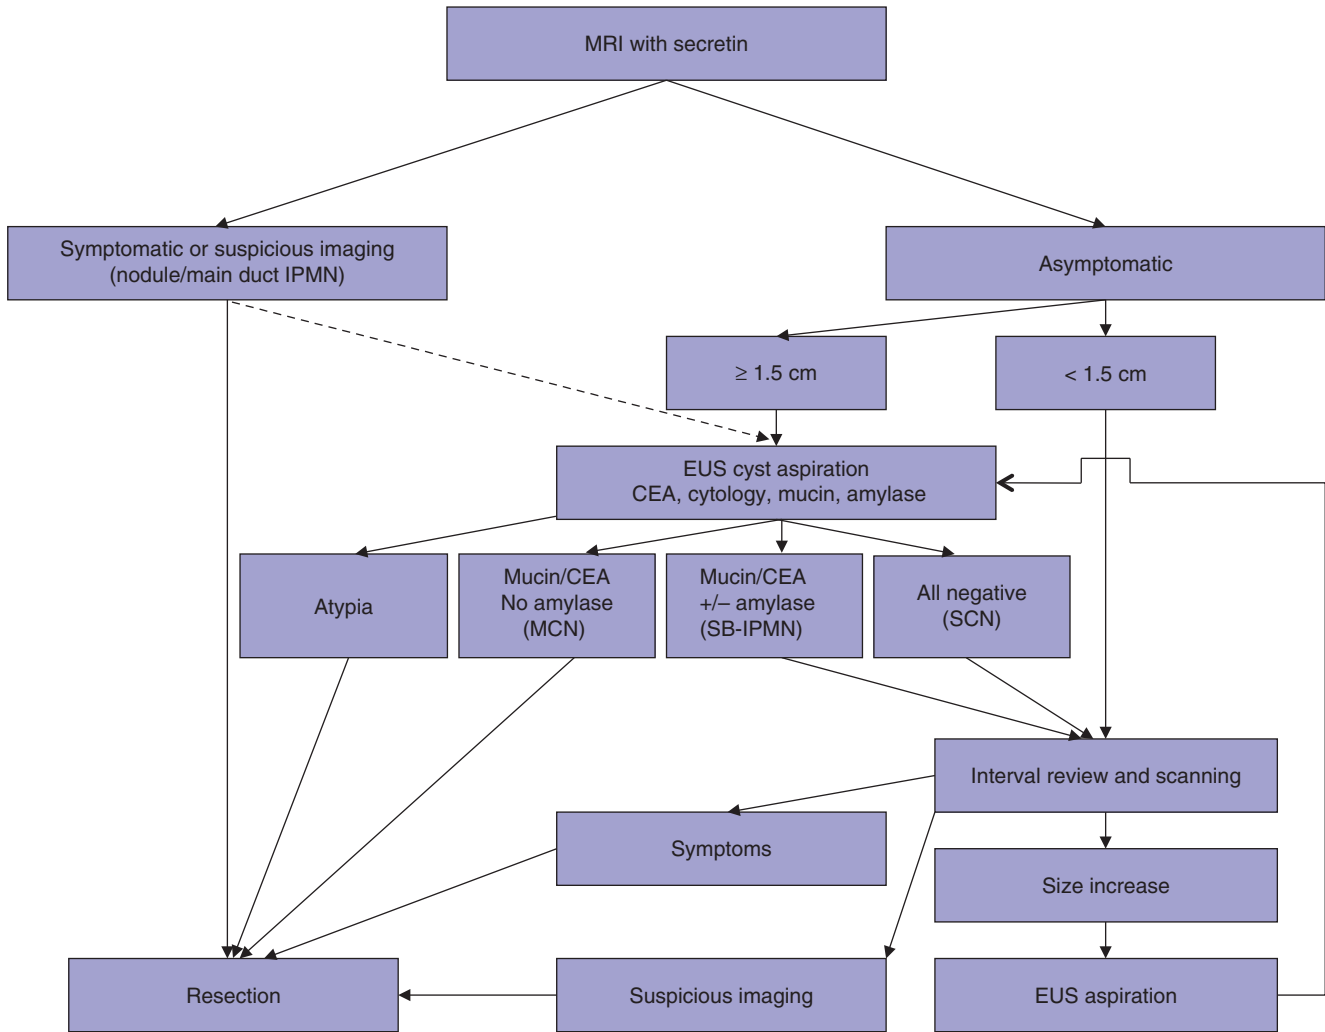 MRI with secretin
Symptomatic or suspicious imaging
(nodule/main duct IPMN)
Asymptomatic
≥ 1.5 cm
< 1.5 cm
EUS cyst aspiration
CEA, cytology, mucin, amylase
Atypia
Mucin/CEA
No amylase
(MCN)
Mucin/CEA
+/– amylase
(SB-IPMN)
All negative
(SCN)
Interval review and scanning
Symptoms
Size increase
Resection
Suspicious imaging
EUS aspiration